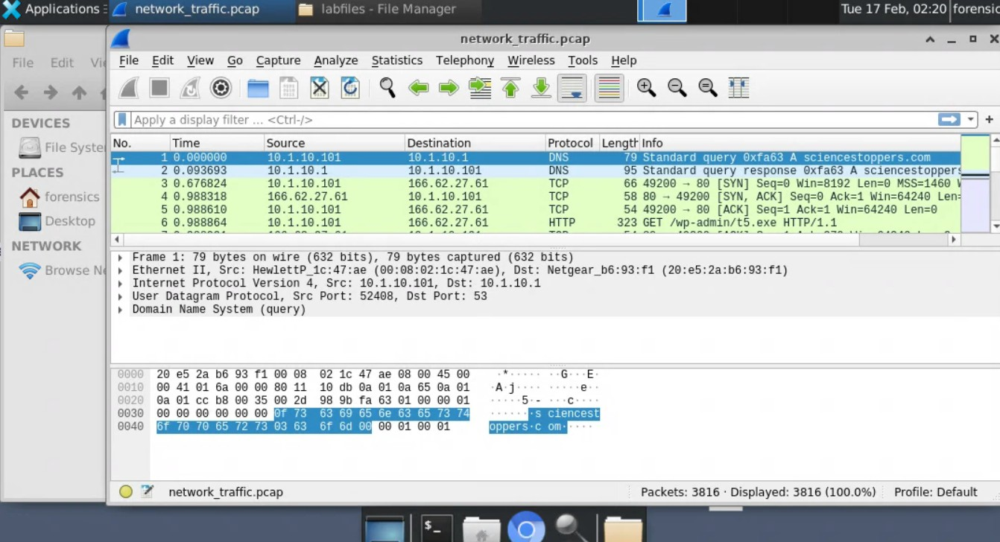 Applications network_traffic.pcap labfiles - File Manager Tue 17 Feb, 02:20 forensic
network_traffic.pcap
File Edit
File Edit View Go Capture Analyze Statistics Telephony Wireless Tools Help
Apply a display filter … <Ctrl-/> +
DEVICES
File Syste
PLACES
forensics
Desktop
NETWORK
Browse Ne
No. Time Source Destination Protocol Length Info
1 0.000000 10.1.10.101 10.1.10.1 DNS 79 Standard query 0xfa63 A sciencestoppers.com
2 0.093693 10.1.10.1 10.1.10.101 DNS 95 Standard query response 0xfa63 A sciencestoppers
3 0.676824 10.1.10.101 166.62.27.61 TCP 66 49200 → 80 [SYN] Seq=0 Win=8192 Len=0 MSS=1460 W
4 0.988318 166.62.27.61 10.1.10.101 TCP 58 80 → 49200 [SYN, ACK] Seq=0 Ack=1 Win=64240 Len=
5 0.988610 10.1.10.101 166.62.27.61 TCP 54 49200 → 80 [ACK] Seq=1 Ack=1 Win=64240 Len=0
6 0.988864 10.1.10.101 166.62.27.61 HTTP 323 GET /wp-admin/t5.exe HTTP/1.1
Frame 1: 79 bytes on wire (632 bits), 79 bytes captured (632 bits)
Ethernet II, Src: HewlettP_1c:47:ae (00:08:02:1c:47:ae), Dst: Netgear_b6:93:f1 (20:e5:2a:b6:93:f1)
Internet Protocol Version 4, Src: 10.1.10.101, Dst: 10.1.10.1
User Datagram Protocol, Src Port: 52408, Dst Port: 53
Domain Name System (query)
0000 20 e5 2a b6 93 f1 00 08 02 1c 47 ae 08 00 45 00 ·*····· ··G···E·
0010 00 41 01 6a 00 00 80 11 10 db 0a 01 0a 65 0a 01 ·A·j···· ·····e··
0020 0a 01 cc b8 00 35 00 2d 98 9b fa 63 01 00 00 01 ·····5·- ···c····
0030 00 00 00 00 00 00 0f 73 63 69 65 6e 63 65 73 74 ·······s ciencest
0040 6f 70 70 65 72 73 03 63 6f 6d 00 00 01 00 01 oppers·c om·····
network_traffic.pcap Packets: 3816 · Displayed: 3816 (100.0%) Profile: Default
$_